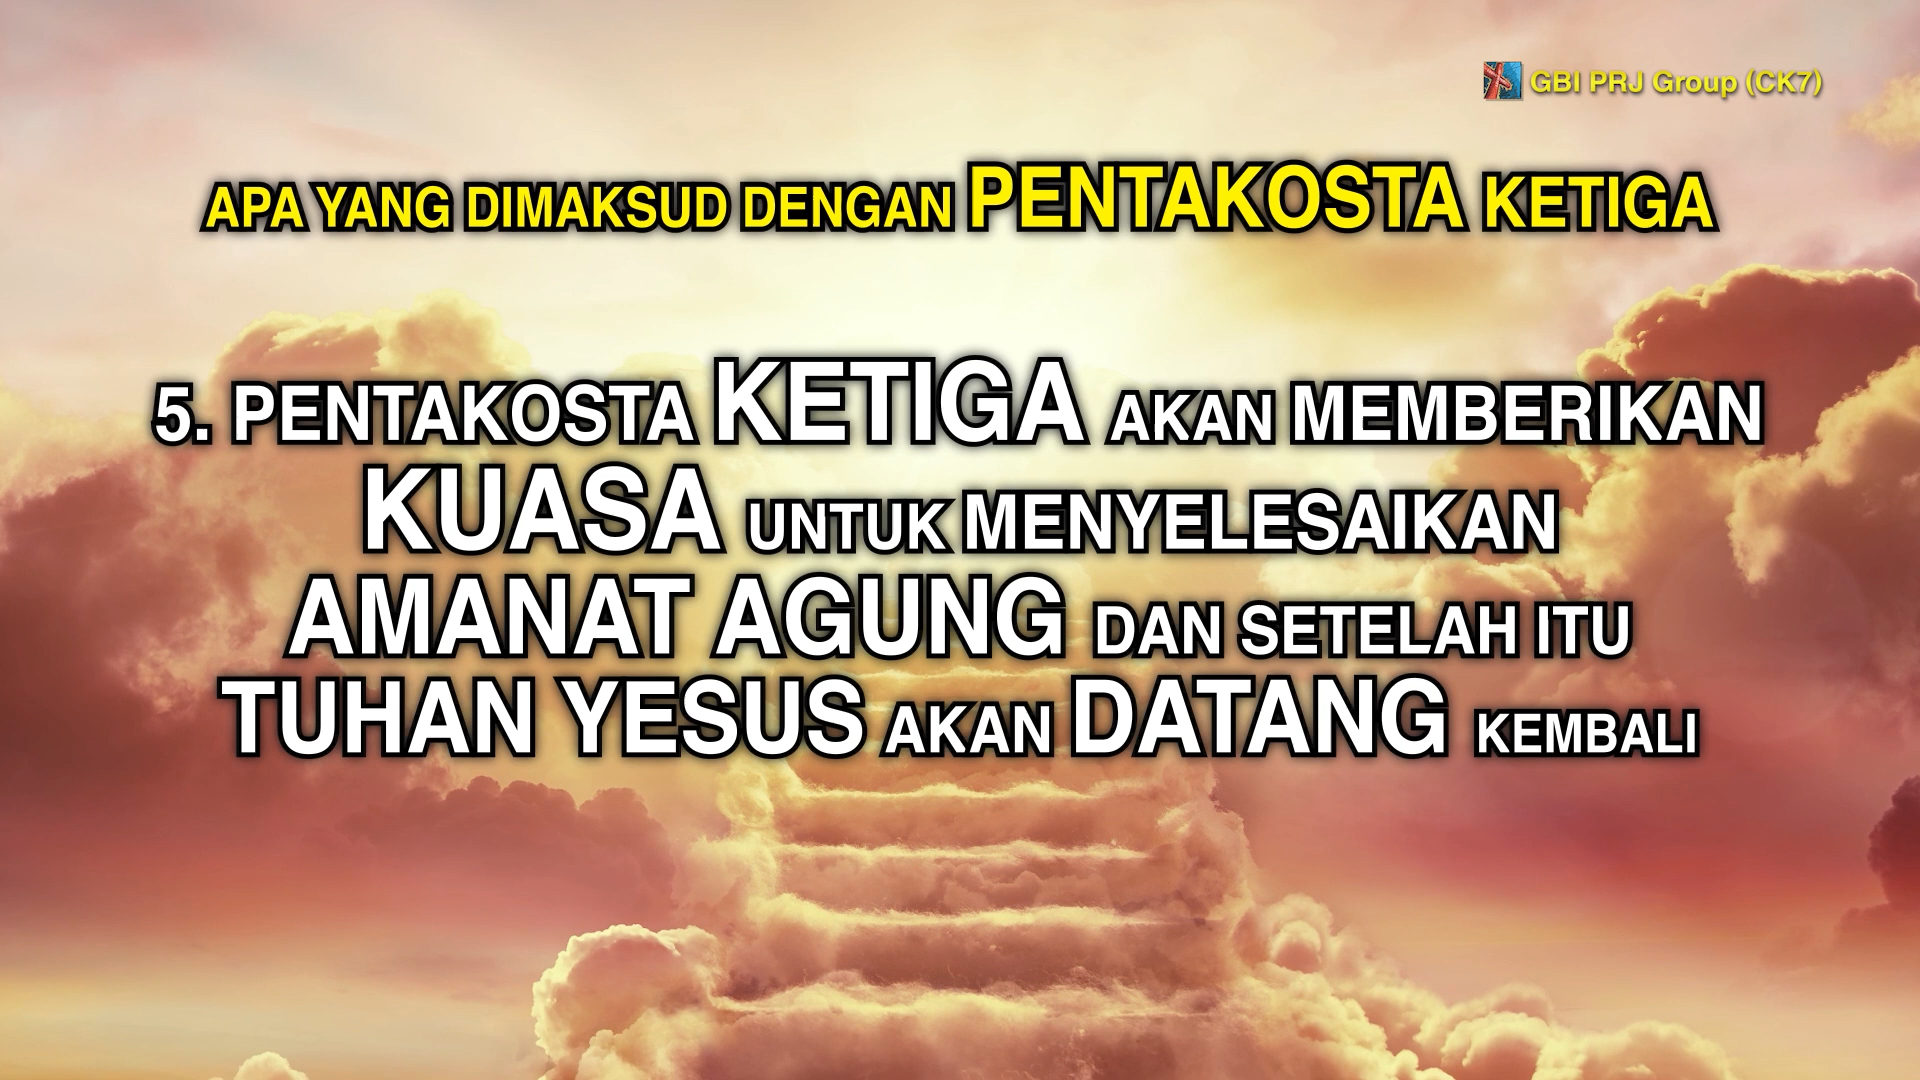 GBI PRJ Group (CK7)
APA YANG DIMAKSUD DENGAN PENTAKOSTA KETIGA
5. PENTAKOSTA KETIGA AKAN MEMBERIKAN
KUASA UNTUK MENYELESAIKAN
AMANAT AGUNG DAN SETELAH ITU
TUHAN YESUS AKAN DATANG KEMBALI